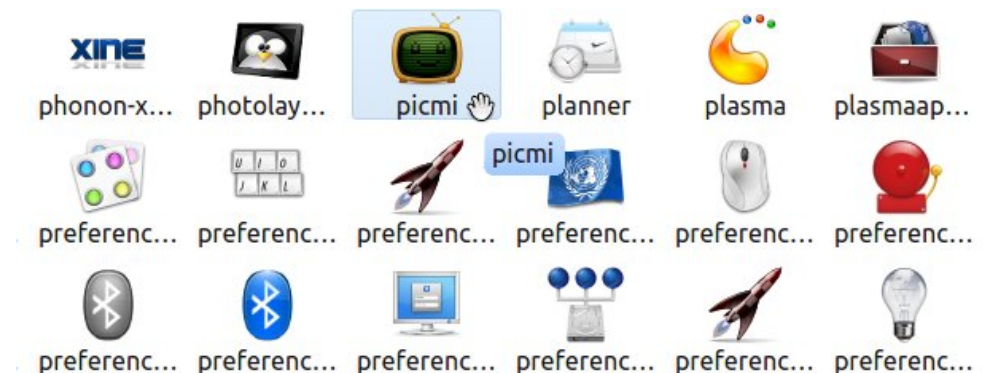 XINE
phonon-x... photolay... picmi planner plasma plasmaap...
U I O
J K L
picmi
preferenc... preferenc... preferenc... preferenc... preferenc... preferenc...
preferenc... preferenc... preferenc... preferenc... preferenc... preferenc...